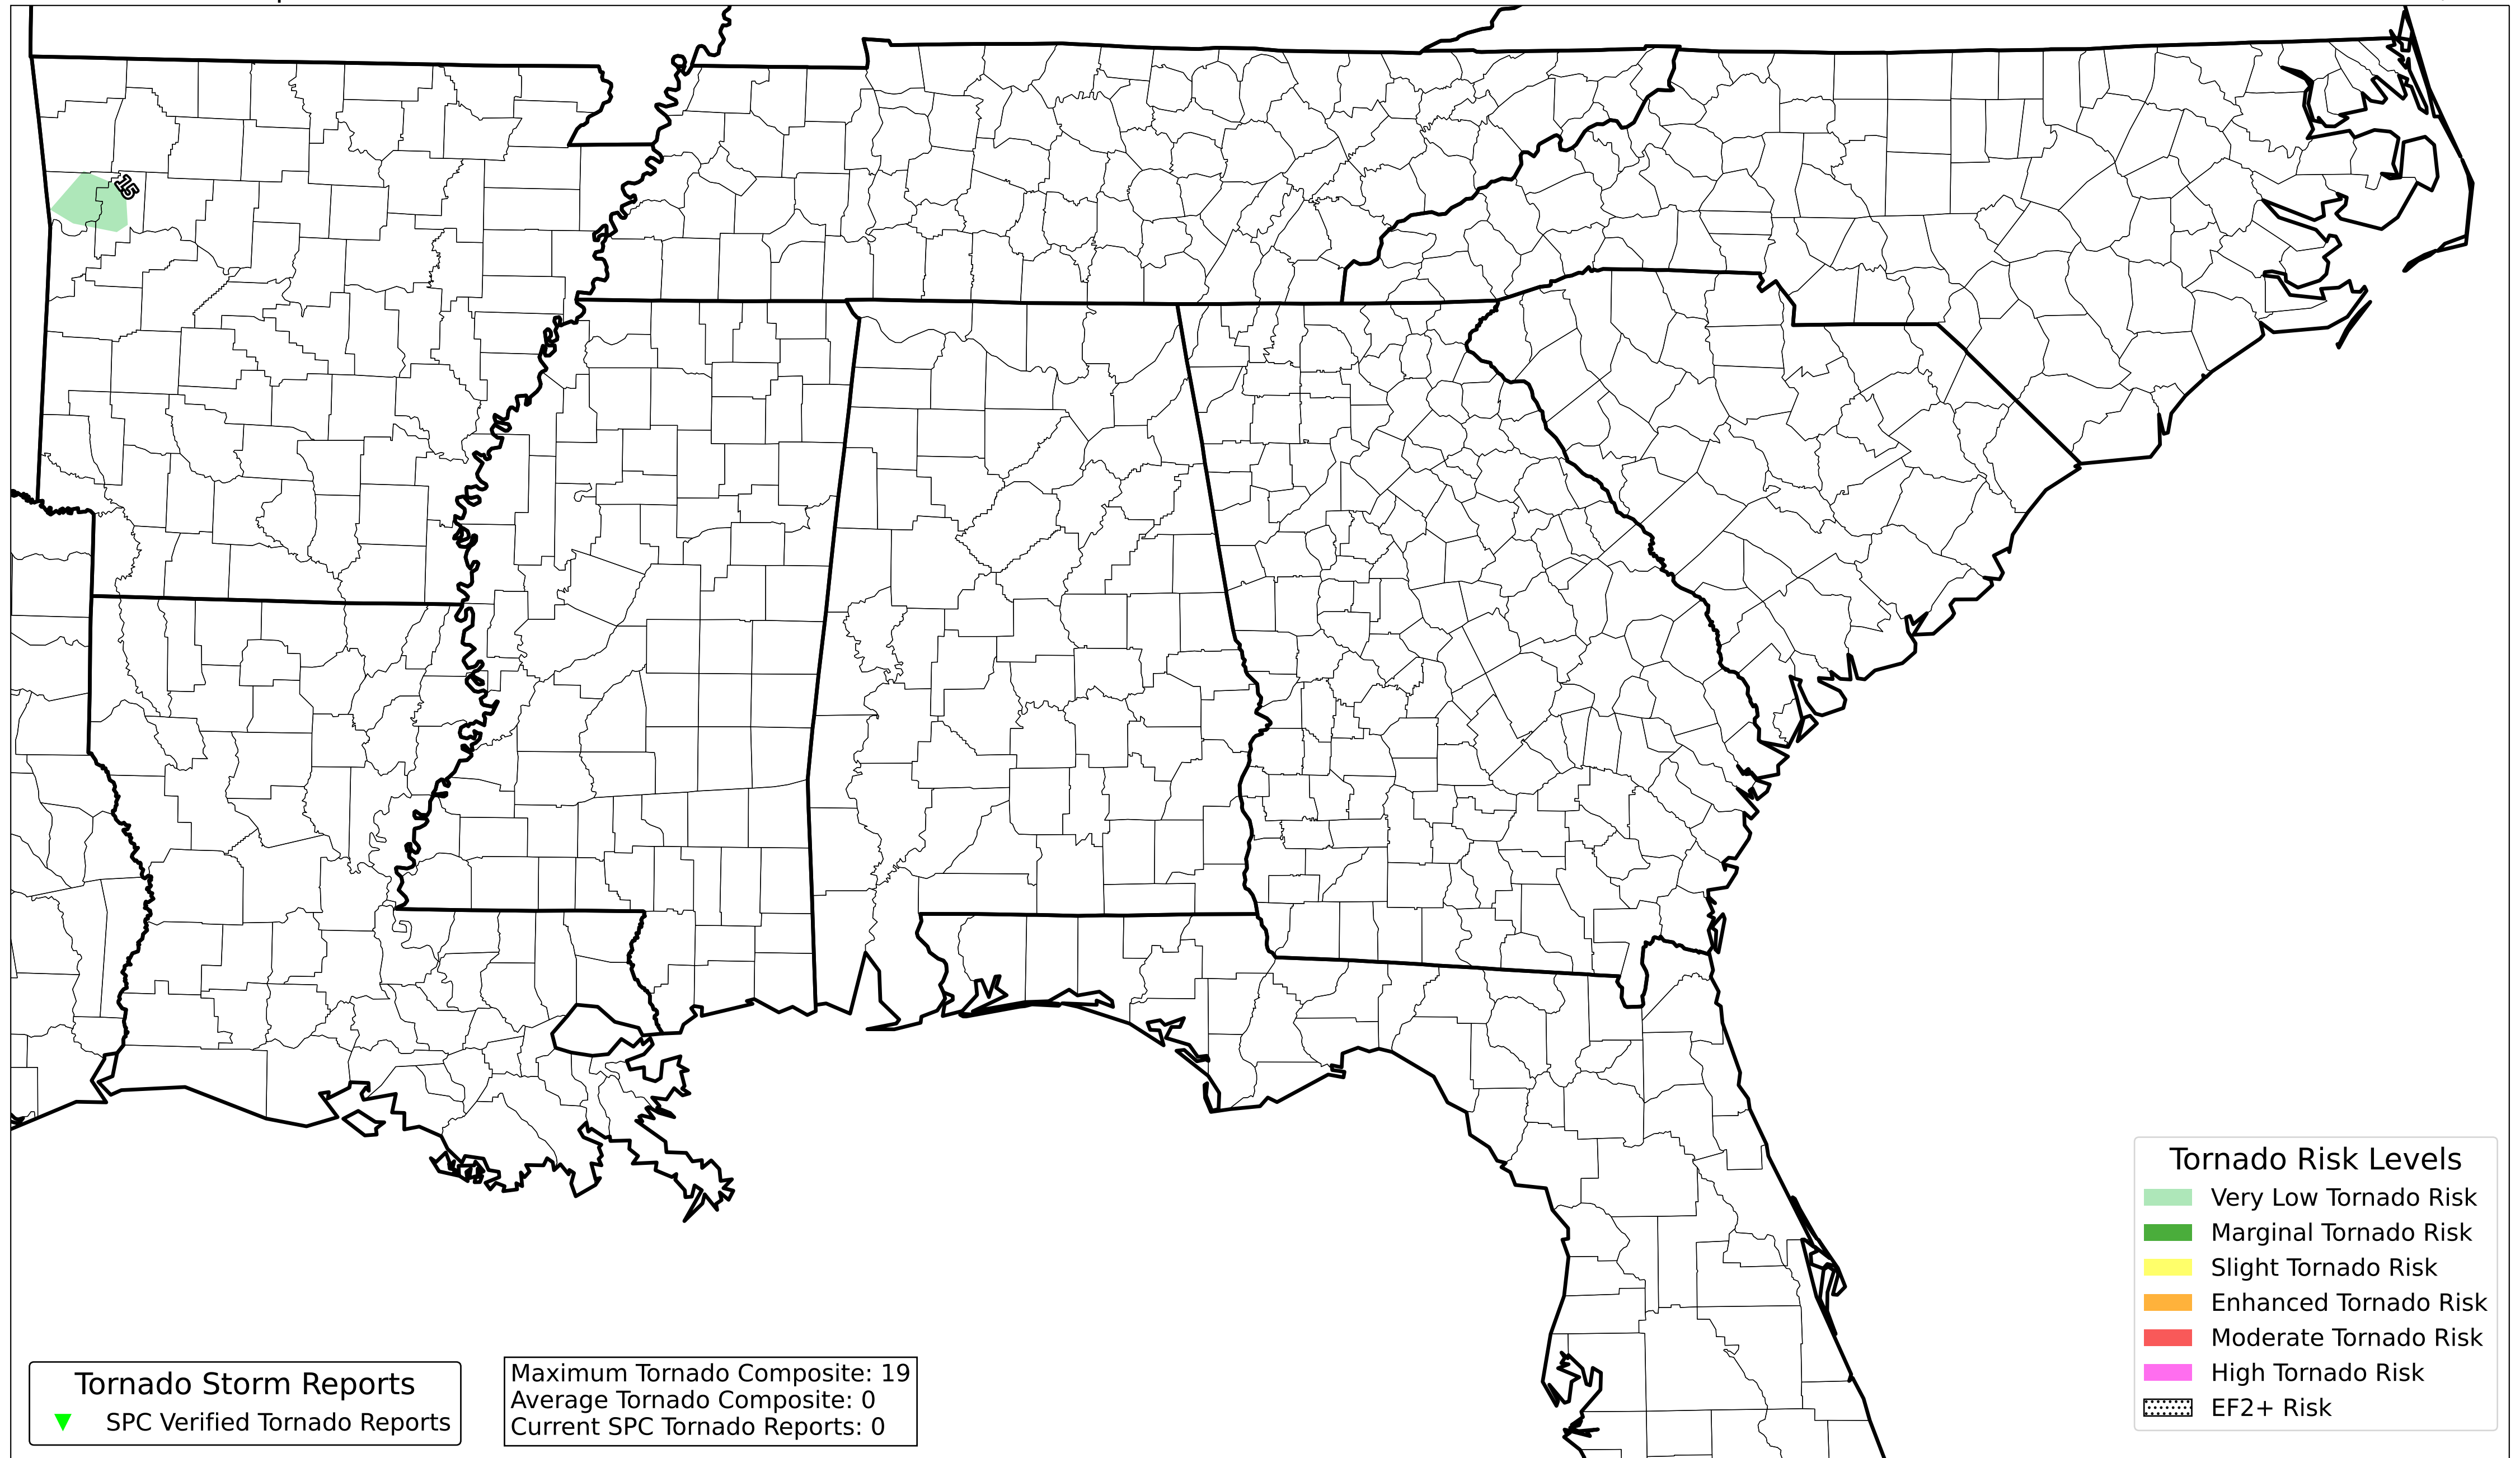 15
Tornado Risk Levels
Very Low Tornado Risk
Marginal Tornado Risk
Slight Tornado Risk
Enhanced Tornado Risk
Moderate Tornado Risk
High Tornado Risk
EF2+ Risk
Tornado Storm Reports
SPC Verified Tornado Reports
Maximum Tornado Composite: 19
Average Tornado Composite: 0
Current SPC Tornado Reports: 0